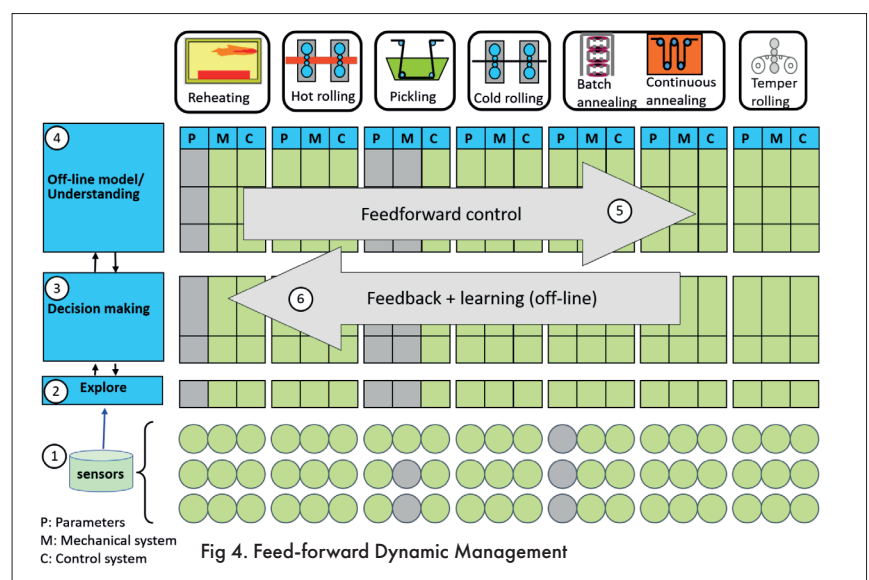 Reheating
Hot rolling
Pickling
Cold rolling
Batch
annealing
Continuous
annealing
Temper
rolling
4
Off-line model/
Understanding
P M C P M C P M C P M C P M C P M C P M C
Feedforward control
5
3
Decision making
6
Feedback + learning (off-line)
2
Explore
1
sensors
P: Parameters
M: Mechanical system
C: Control system
Fig 4. Feed-forward Dynamic Management